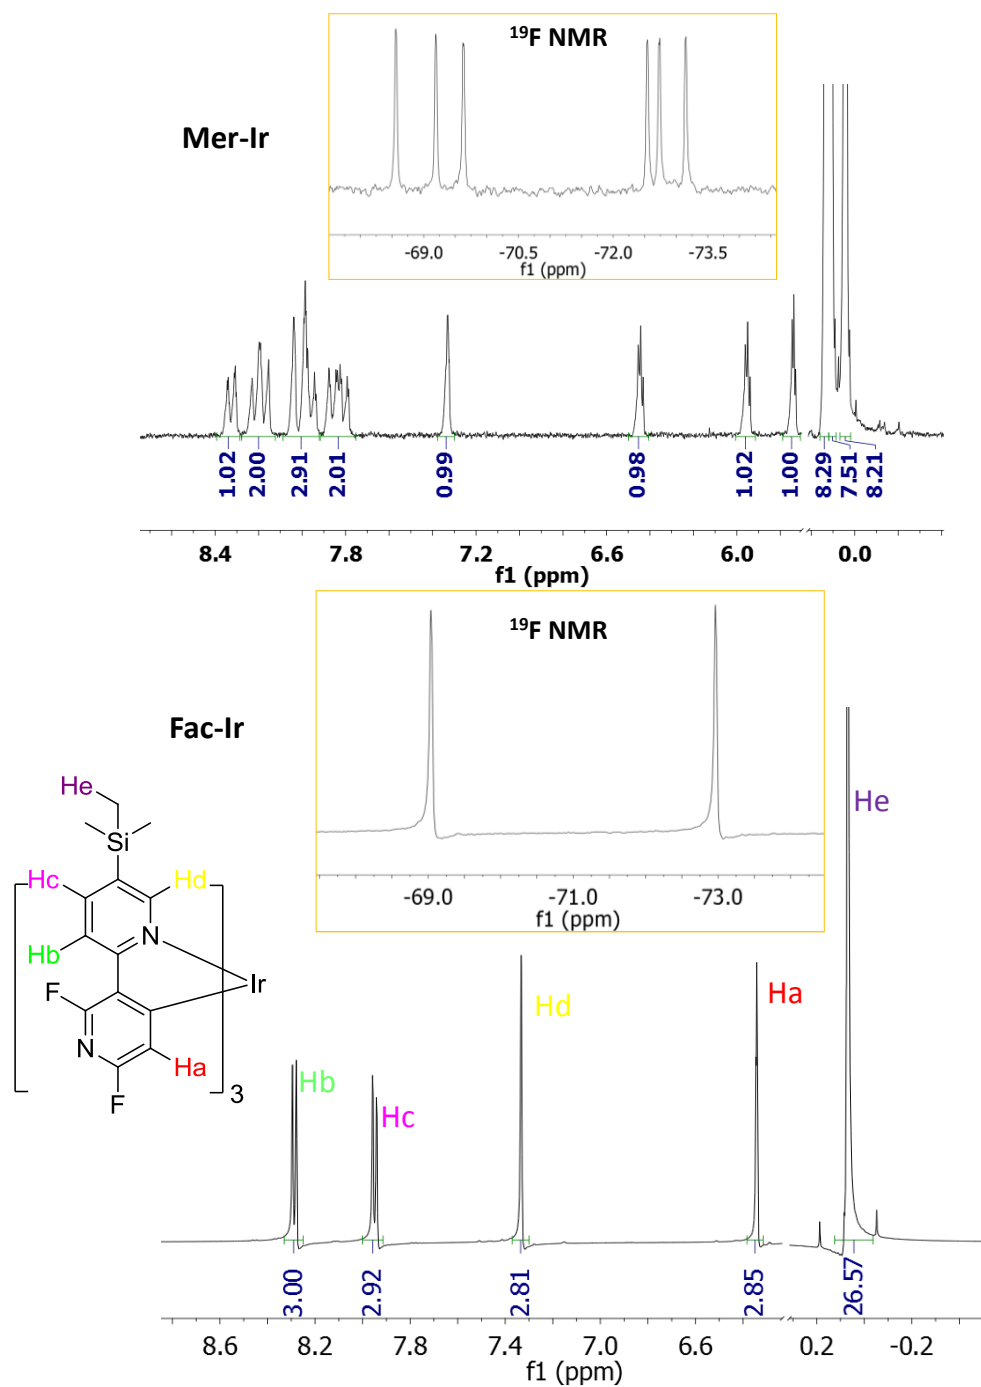 19F NMR
Mer-Ir
-69.0 -70.5 -72.0 -73.5
f1 (ppm)
1.02 2.00 2.91 2.01 0.99 0.98 1.02 1.00 8.29 7.51 8.21
8.4 7.8 7.2 6.6 6.0 0.0
f1 (ppm)
19F NMR
Fac-Ir
-69.0 -71.0 -73.0
f1 (ppm)
He
He
Si
Hc
Hd
N
Hb
Ir
F
N
Ha
F
3
Hb
Hc
Hd
Ha
3.00 2.92 2.81 2.85 26.57
8.6 8.2 7.8 7.4 7.0 6.6 0.2 -0.2
f1 (ppm)